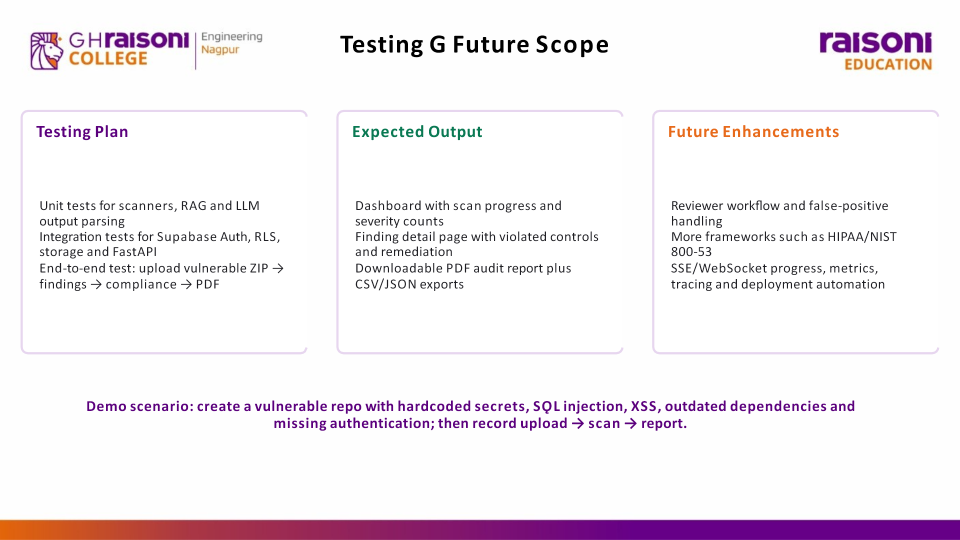 GHraisoni
COLLEGE
Engineering
Nagpur
Testing G Future Scope
raisoni
EDUCATION
Testing Plan
Unit tests for scanners, RAG and LLM
output parsing
Integration tests for Supabase Auth, RLS,
storage and FastAPI
End-to-end test: upload vulnerable ZIP →
findings → compliance → PDF
Expected Output
Dashboard with scan progress and
severity counts
Finding detail page with violated controls
and remediation
Downloadable PDF audit report plus
CSV/JSON exports
Future Enhancements
Reviewer workflow and false-positive
handling
More frameworks such as HIPAA/NIST
800-53
SSE/WebSocket progress, metrics,
tracing and deployment automation
Demo scenario: create a vulnerable repo with hardcoded secrets, SQL injection, XSS, outdated dependencies and
missing authentication; then record upload → scan → report.